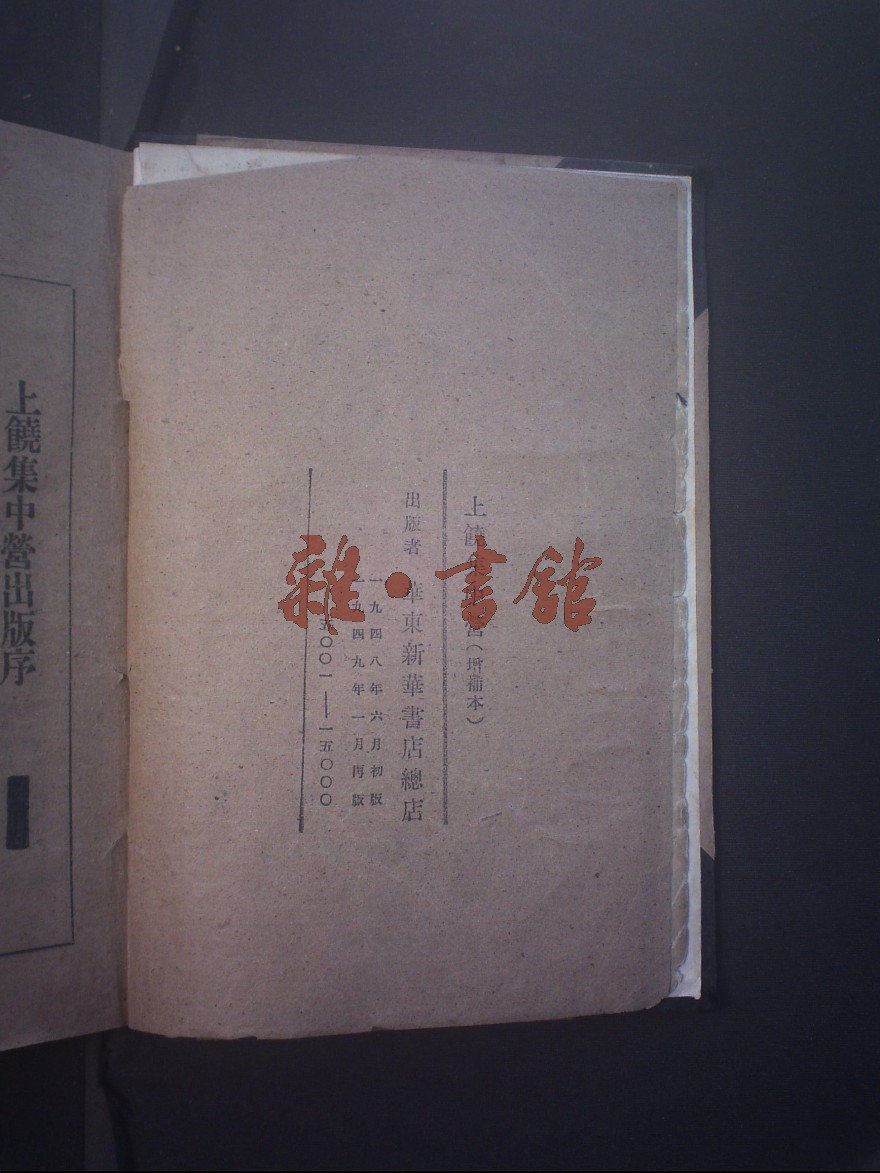 上饒集中營(增補本)
出版者 華東新華書店總店
一九四八年六月初版
一九四九年一月再版
五〇〇一——一五〇〇〇
上饒集中營出版序
雜·書館